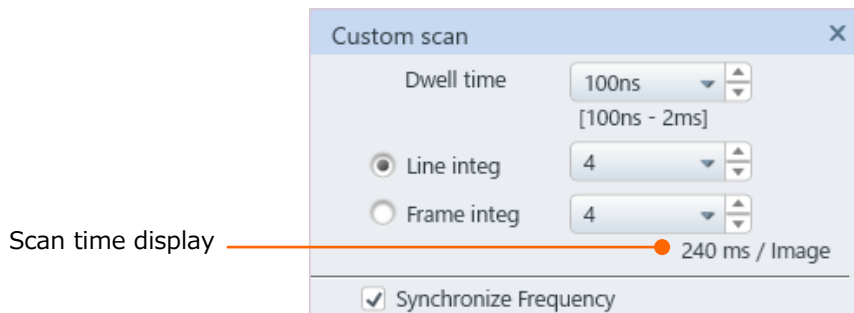 Custom scan
Dwell time 100ns
[100ns - 2ms]
Line integ 4
Frame integ 4
Scan time display
240 ms / Image
Synchronize Frequency